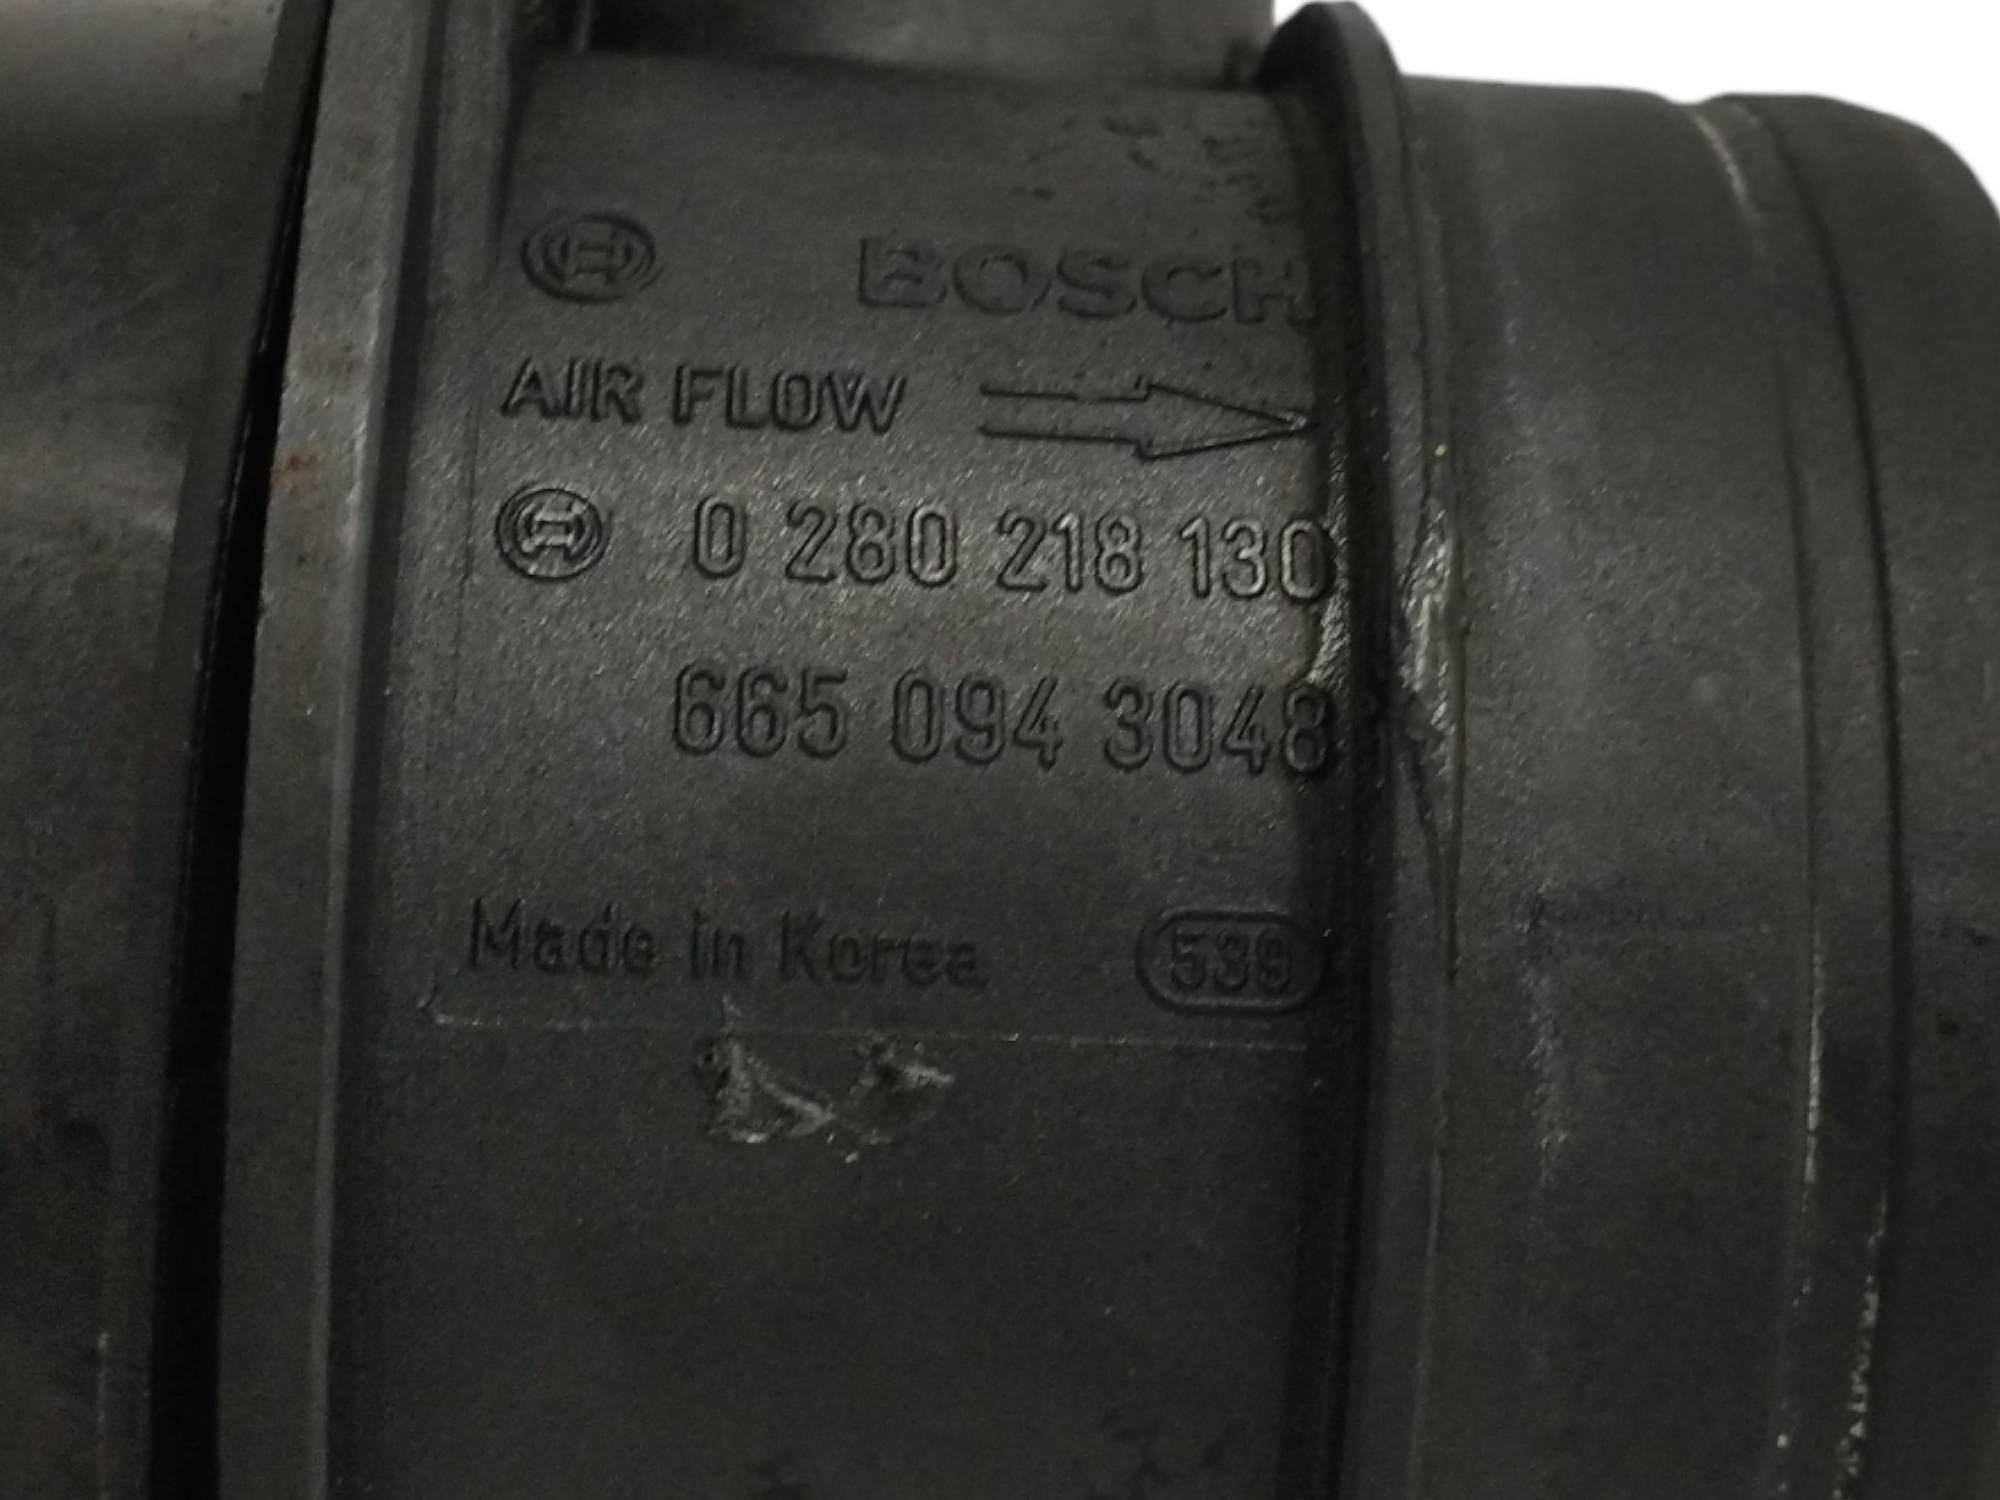 BOSCH
AIR FLOW
0 280 218 130
665 094 3048
Made in Korea 539